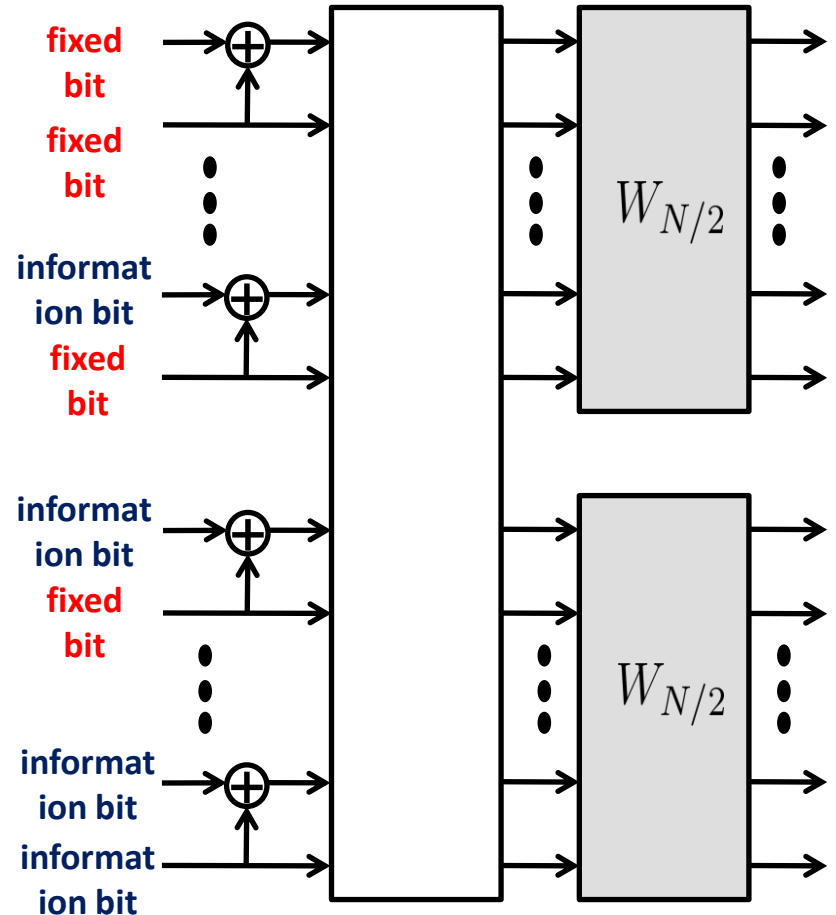 fixed
bit
fixed
bit
informat
ion bit
fixed
bit
informat
ion bit
fixed
bit
informat
ion bit
informat
ion bit
W_{N/2}
W_{N/2}